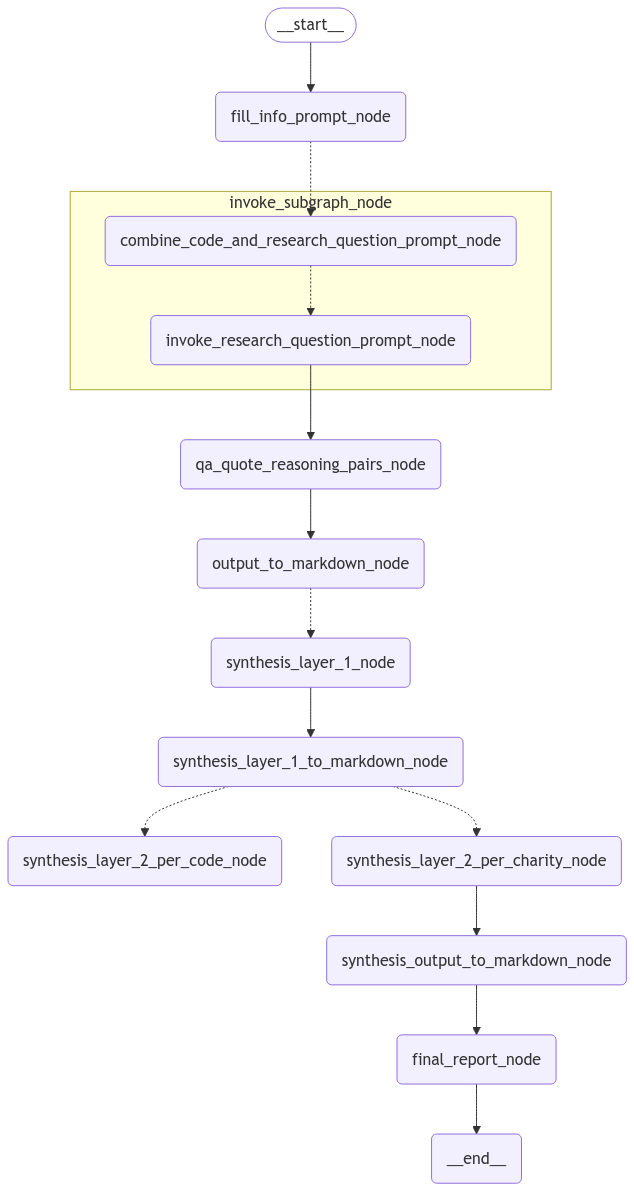 __start__
fill_info_prompt_node
invoke_subgraph_node
combine_code_and_research_question_prompt_node
invoke_research_question_prompt_node
qa_quote_reasoning_pairs_node
output_to_markdown_node
synthesis_layer_1_node
synthesis_layer_1_to_markdown_node
synthesis_layer_2_per_code_node
synthesis_layer_2_per_charity_node
synthesis_output_to_markdown_node
final_report_node
__end__